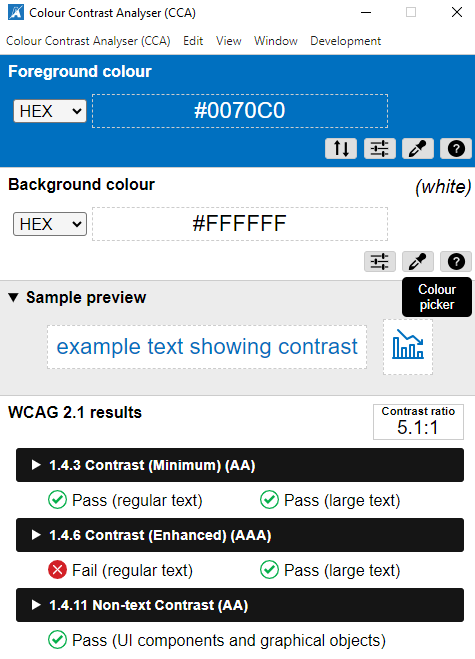 Colour Contrast Analyser (CCA)
Colour Contrast Analyser (CCA) Edit View Window Development
Foreground colour
HEX #0070C0
Background colour (white)
HEX #FFFFFF
Colour
picker
Sample preview
example text showing contrast
WCAG 2.1 results
Contrast ratio
5.1:1
1.4.3 Contrast (Minimum) (AA)
Pass (regular text) Pass (large text)
1.4.6 Contrast (Enhanced) (AAA)
Fail (regular text) Pass (large text)
1.4.11 Non-text Contrast (AA)
Pass (UI components and graphical objects)